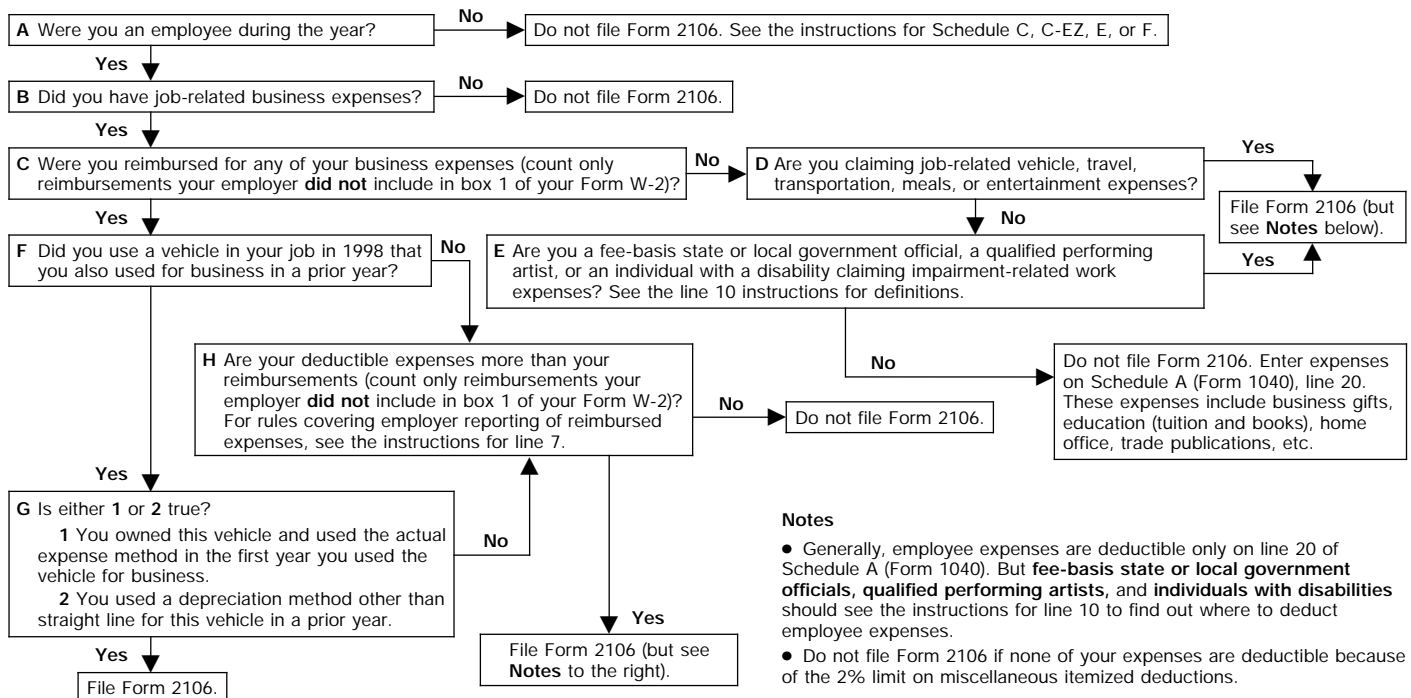 A Were you an employee during the year?
No
Do not file Form 2106. See the instructions for Schedule C, C-EZ, E, or F.
Yes
B Did you have job-related business expenses?
No
Do not file Form 2106.
Yes
C Were you reimbursed for any of your business expenses (count only
reimbursements your employer did not include in box 1 of your Form W-2)?
No
D Are you claiming job-related vehicle, travel,
transportation, meals, or entertainment expenses?
Yes
File Form 2106 (but
see Notes below).
Yes
No
F Did you use a vehicle in your job in 1998 that
you also used for business in a prior year?
No
E Are you a fee-basis state or local government official, a qualified performing
artist, or an individual with a disability claiming impairment-related work
expenses? See the line 10 instructions for definitions.
Yes
H Are your deductible expenses more than your
reimbursements (count only reimbursements your
employer did not include in box 1 of your Form W-2)?
For rules covering employer reporting of reimbursed
expenses, see the instructions for line 7.
No
Do not file Form 2106.
No
Do not file Form 2106. Enter expenses
on Schedule A (Form 1040), line 20.
These expenses include business gifts,
education (tuition and books), home
office, trade publications, etc.
Yes
G Is either 1 or 2 true?
1 You owned this vehicle and used the actual
expense method in the first year you used the
vehicle for business.
2 You used a depreciation method other than
straight line for this vehicle in a prior year.
No
Yes
File Form 2106.
Yes
File Form 2106 (but see
Notes to the right).
Notes
● Generally, employee expenses are deductible only on line 20 of
Schedule A (Form 1040). But fee-basis state or local government
officials, qualified performing artists, and individuals with disabilities
should see the instructions for line 10 to find out where to deduct
employee expenses.
● Do not file Form 2106 if none of your expenses are deductible because
of the 2% limit on miscellaneous itemized deductions.